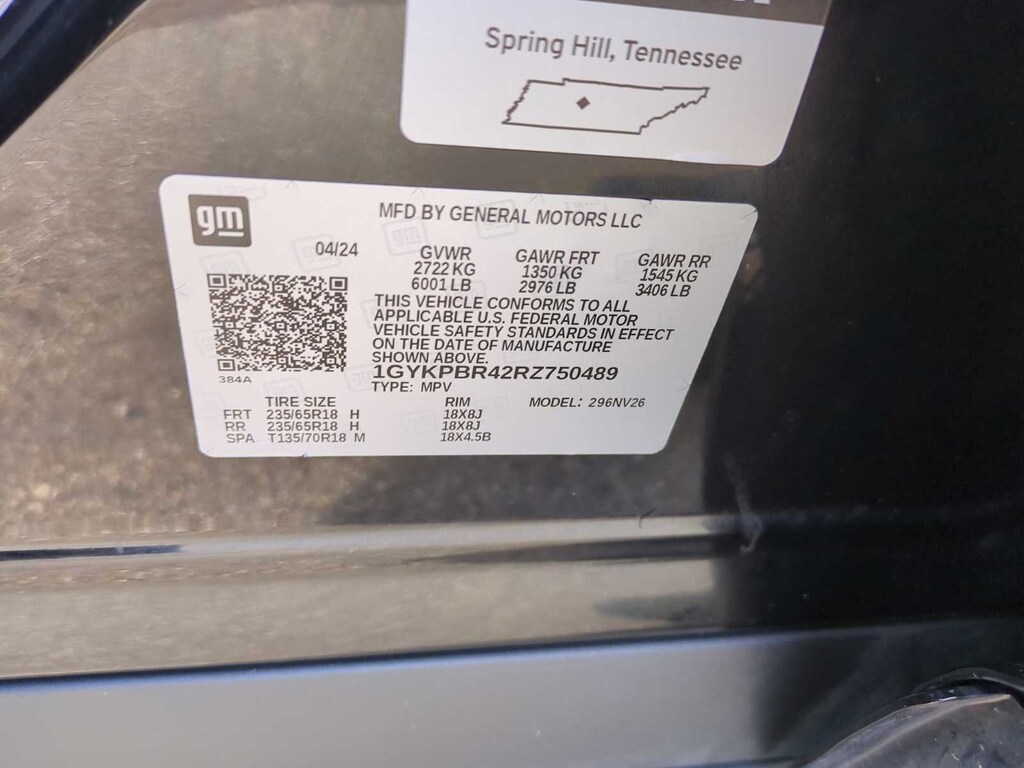 Spring Hill, Tennessee
gm
MFD BY GENERAL MOTORS LLC
04/24
GVWR GAWR FRT GAWR RR
2722 KG 1350 KG 1545 KG
6001 LB 2976 LB 3406 LB
THIS VEHICLE CONFORMS TO ALL
APPLICABLE U.S. FEDERAL MOTOR
VEHICLE SAFETY STANDARDS IN EFFECT
ON THE DATE OF MANUFACTURE
SHOWN ABOVE.
384A
1GYKPBR42RZ750489
TYPE: MPV
TIRE SIZE RIM MODEL: 296NV26
FRT 235/65R18 H 18X8J
RR 235/65R18 H 18X8J
SPA T135/70R18 M 18X4.5B